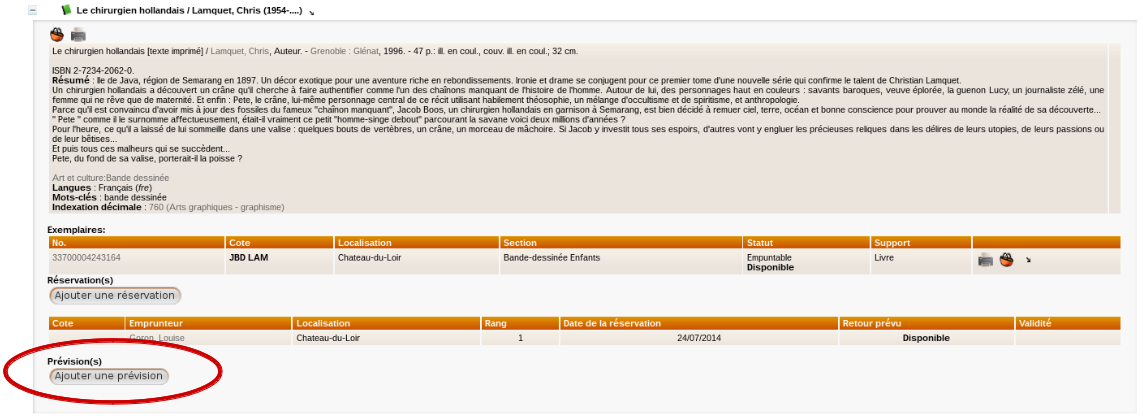 Le chirurgien hollandais / Lamquet, Chris (1954-....)
Le chirurgien hollandais [texte imprimé] / Lamquet, Chris, Auteur. - Grenoble : Glénat, 1996. - 47 p.: ill. en coul., couv. ill. en coul.; 32 cm.
ISBN 2-7234-2062-0.
Résumé : Ile de Java, région de Semarang en 1897. Un décor exotique pour une aventure riche en rebondissements. Ironie et drame se conjugent pour ce premier tome d'une nouvelle série qui confirme le talent de Christian Lamquet.
Un chirurgien hollandais a découvert un crâne qu'il cherche à faire authentifier comme l'un des chaînons manquant de l'histoire de l'homme. Autour de lui, des personnages haut en couleurs : savants baroques, veuve éplorée, la guenon Lucy, un journaliste zélé, une
femme qui ne rêve que de maternité. Et enfin : Pete, le crâne, lui-même personnage central de ce récit utilisant habilement théosophie, un mélange d'occultisme et de spiritisme, et anthropologie.
Parce qu'il est convaincu d'avoir mis à jour des fossiles du fameux "chaînon manquant", Jacob Boos, un chirurgien hollandais en garnison à Semarang, est bien décidé à remuer ciel, terre, océan et bonne conscience pour prouver au monde la réalité de sa découverte...
" Pete " comme il le surnomme affectueusement, était-il vraiment ce petit "homme-singe debout" parcourant la savane voici deux millions d'années ?
Pour l'heure, ce qu'il a laissé de lui sommeille dans une valise : quelques bouts de vertèbres, un crâne, un morceau de mâchoire. Si Jacob y investit tous ses espoirs, d'autres vont y engluer les précieuses reliques dans les délires de leurs utopies, de leurs passions ou
de leur bêtises...
Et puis tous ces malheurs qui se succèdent...
Pete, du fond de sa valise, porterait-il la poisse ?
Art et culture:Bande dessinée
Langues : Français (fre)
Mots-clés : bande dessinée
Indexation décimale : 760 (Arts graphiques - graphisme)
Exemplaires:
No. Cote Localisation Section Statut Support
33700004243164 JBD LAM Chateau-du-Loir Bande-dessinée Enfants Empuntable Livre
Disponible
Réservation(s)
Ajouter une réservation
Cote Emprunteur Localisation Rang Date de la réservation Retour prévu Validité
Louise Chateau-du-Loir 1 24/07/2014 Disponible
Prévision(s)
Ajouter une prévision